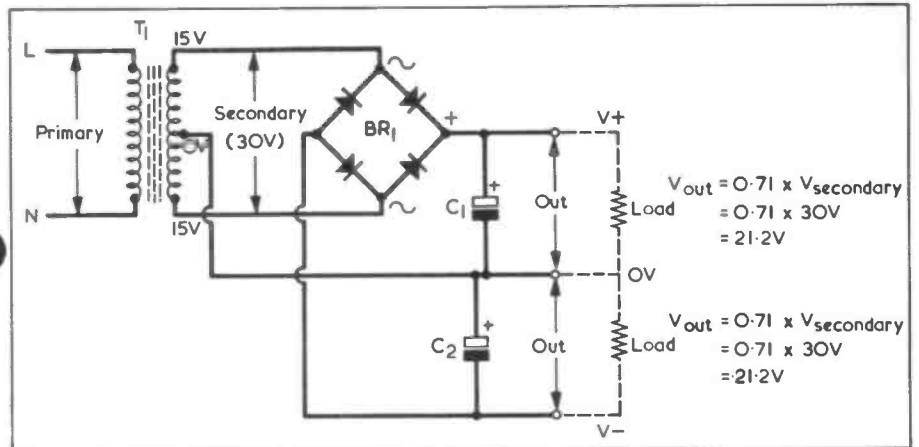 T1
15V
L
Primary
N
Secondary
(30V)
0V
15V
BR1
+
C1
+
Out
V+
Load
Vout = 0.71 x Vsecondary
= 0.71 x 30V
= 21.2V
0V
C2
+
Out
Load
Vout = 0.71 x Vsecondary
= 0.71 x 30V
= 21.2V
V-